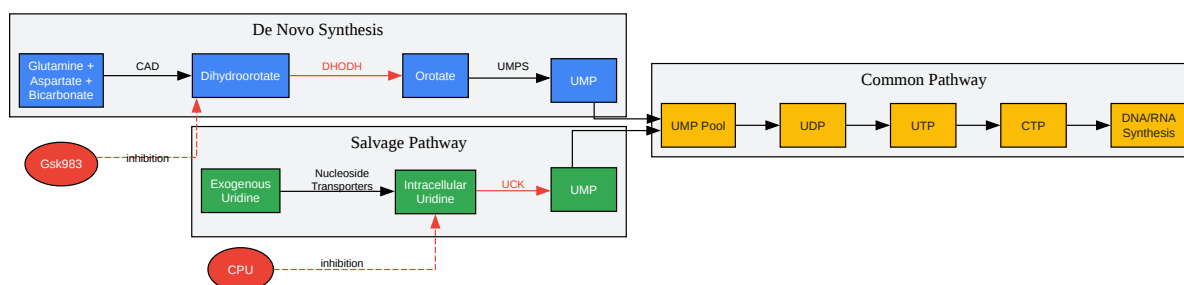 De Novo Synthesis
Glutamine +
Aspartate +
Bicarbonate
CAD
Dihydroorotate
DHODH
Orotate
UMPS
UMP
Gsk983
inhibition
Salvage Pathway
Exogenous
Uridine
Nucleoside
Transporters
Intracellular
Uridine
UCK
UMP
CPU
inhibition
Common Pathway
UMP Pool
UDP
UTP
CTP
DNA/RNA
Synthesis